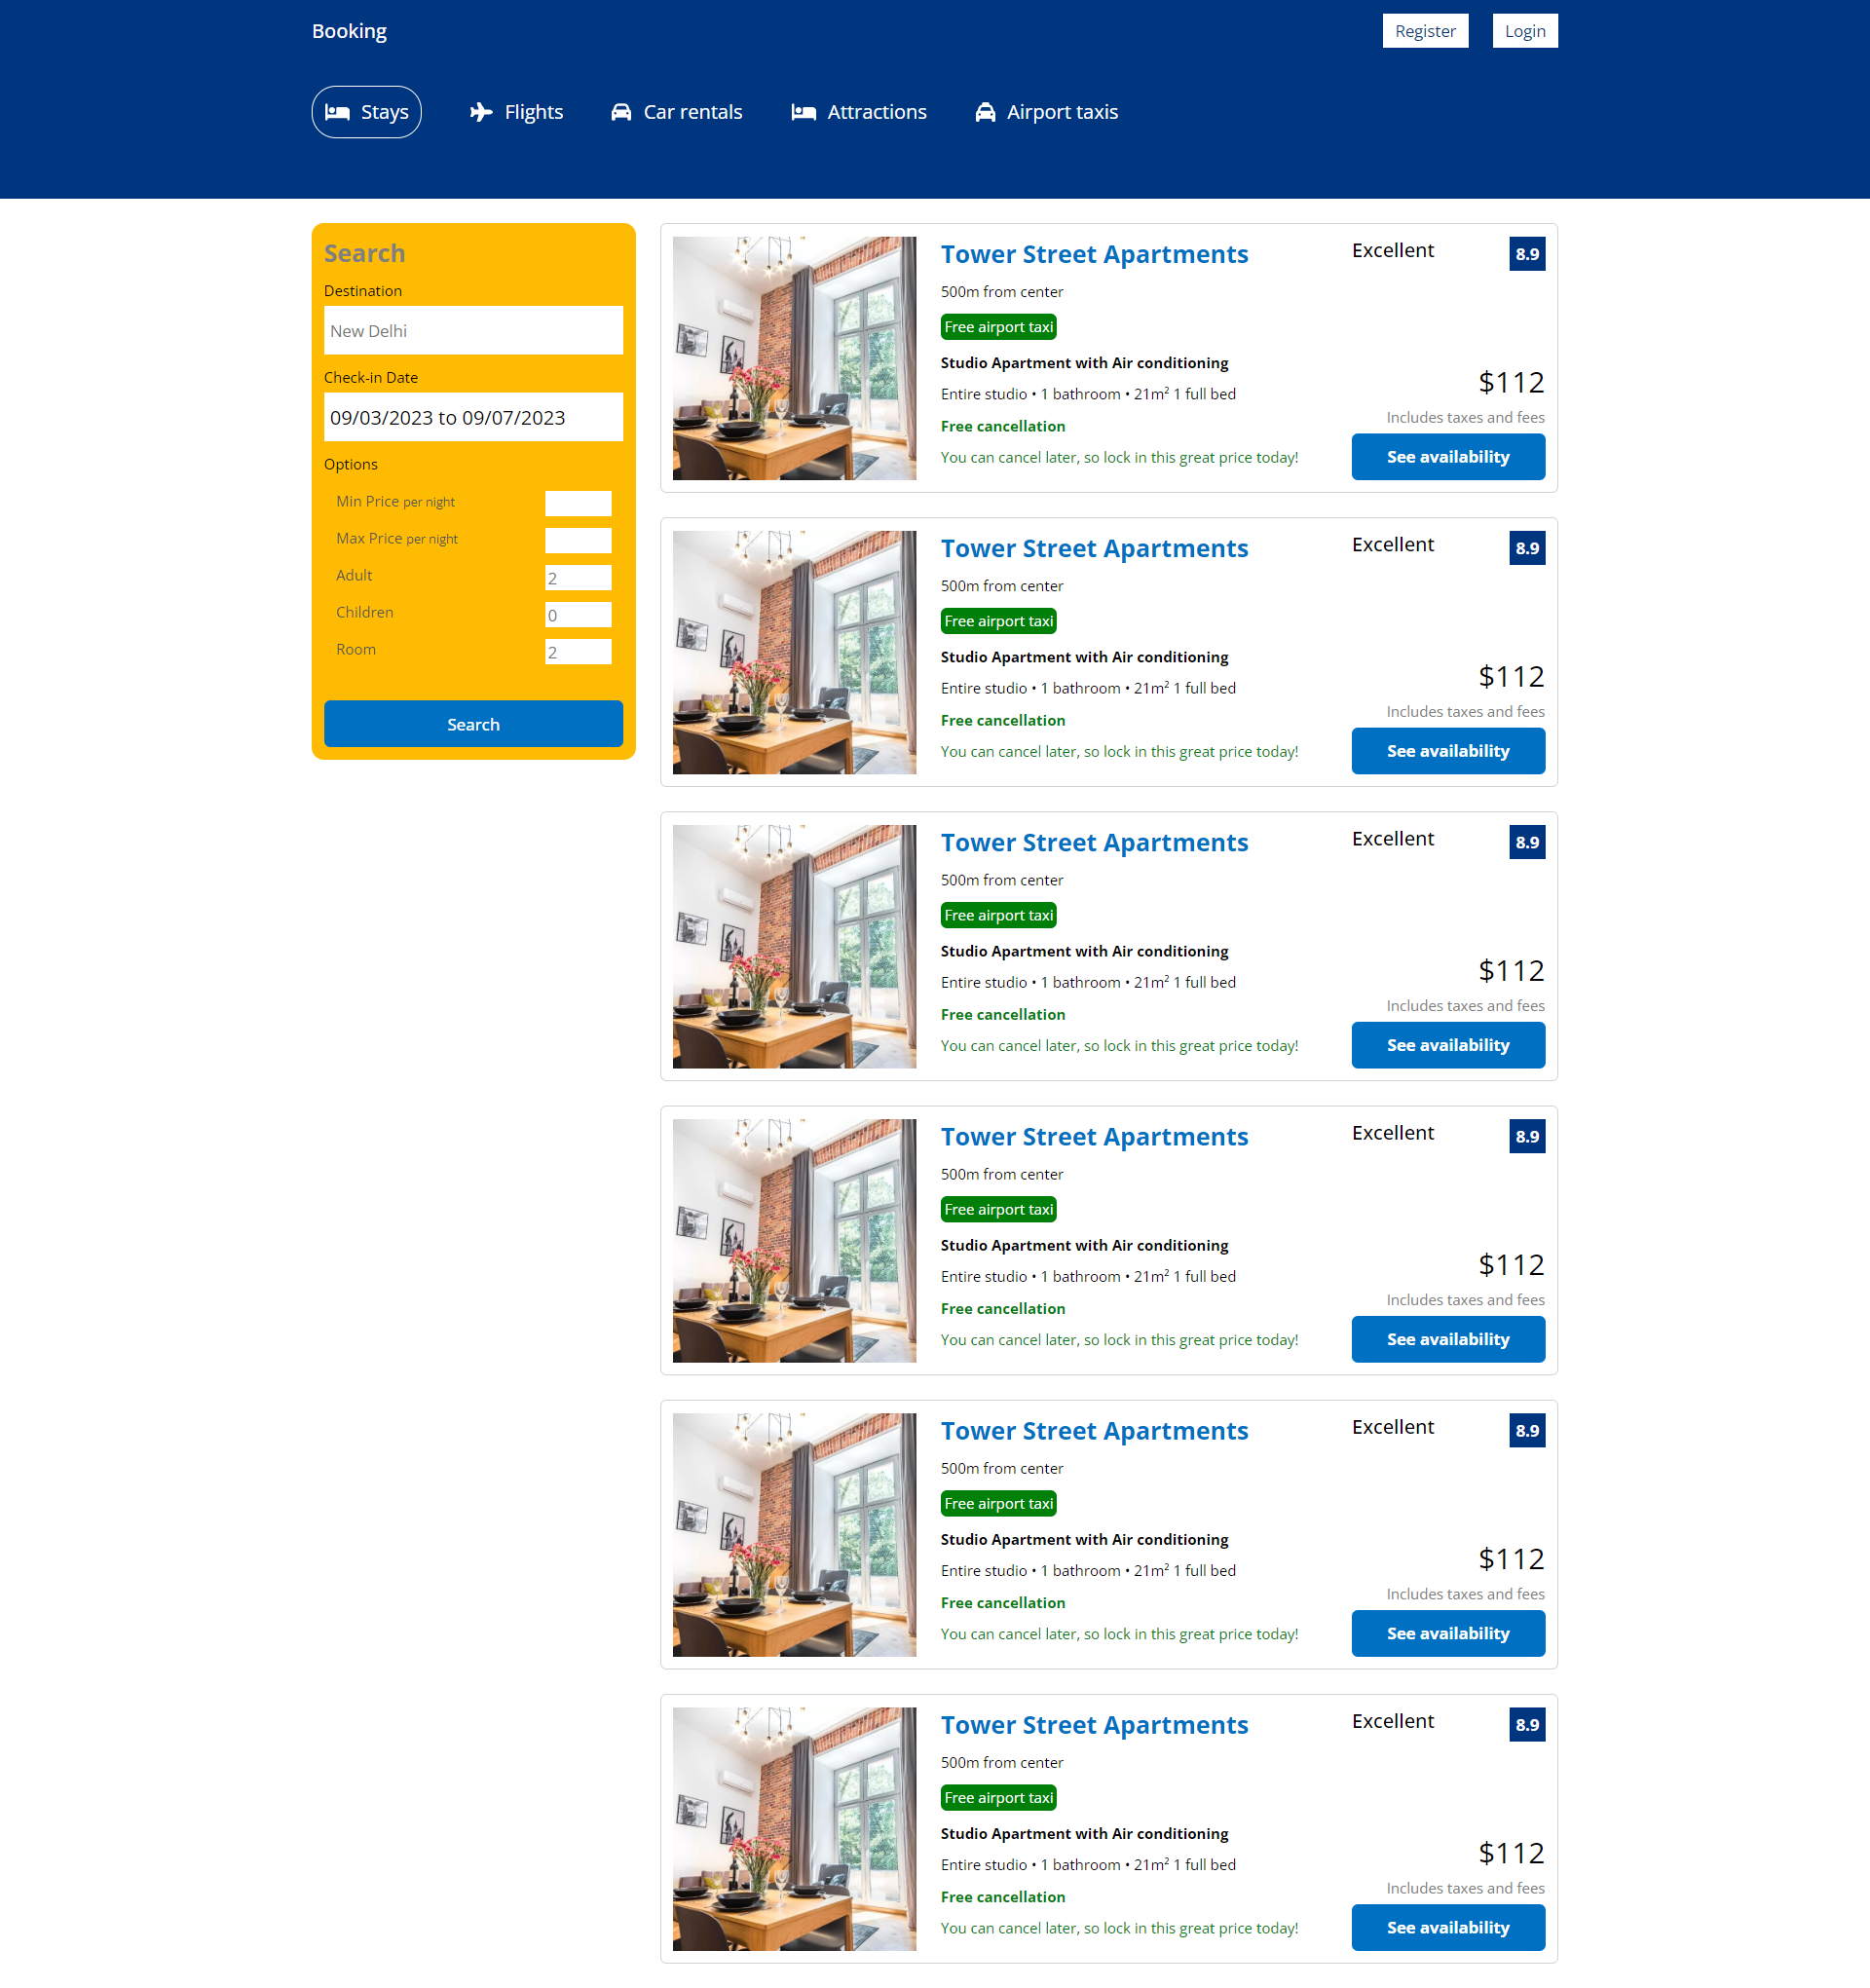 Booking
Register
Login
Stays
Flights
Car rentals
Attractions
Airport taxis
Search
Destination
New Delhi
Check-in Date
09/03/2023 to 09/07/2023
Options
Min Price per night
Max Price per night
Adult
2
Children
0
Room
2
Search
Tower Street Apartments
500m from center
Free airport taxi
Studio Apartment with Air conditioning
Entire studio • 1 bathroom • 21m² 1 full bed
Free cancellation
You can cancel later, so lock in this great price today!
Excellent
8.9
$112
Includes taxes and fees
See availability
Tower Street Apartments
500m from center
Free airport taxi
Studio Apartment with Air conditioning
Entire studio • 1 bathroom • 21m² 1 full bed
Free cancellation
You can cancel later, so lock in this great price today!
Excellent
8.9
$112
Includes taxes and fees
See availability
Tower Street Apartments
500m from center
Free airport taxi
Studio Apartment with Air conditioning
Entire studio • 1 bathroom • 21m² 1 full bed
Free cancellation
You can cancel later, so lock in this great price today!
Excellent
8.9
$112
Includes taxes and fees
See availability
Tower Street Apartments
500m from center
Free airport taxi
Studio Apartment with Air conditioning
Entire studio • 1 bathroom • 21m² 1 full bed
Free cancellation
You can cancel later, so lock in this great price today!
Excellent
8.9
$112
Includes taxes and fees
See availability
Tower Street Apartments
500m from center
Free airport taxi
Studio Apartment with Air conditioning
Entire studio • 1 bathroom • 21m² 1 full bed
Free cancellation
You can cancel later, so lock in this great price today!
Excellent
8.9
$112
Includes taxes and fees
See availability
Tower Street Apartments
500m from center
Free airport taxi
Studio Apartment with Air conditioning
Entire studio • 1 bathroom • 21m² 1 full bed
Free cancellation
You can cancel later, so lock in this great price today!
Excellent
8.9
$112
Includes taxes and fees
See availability